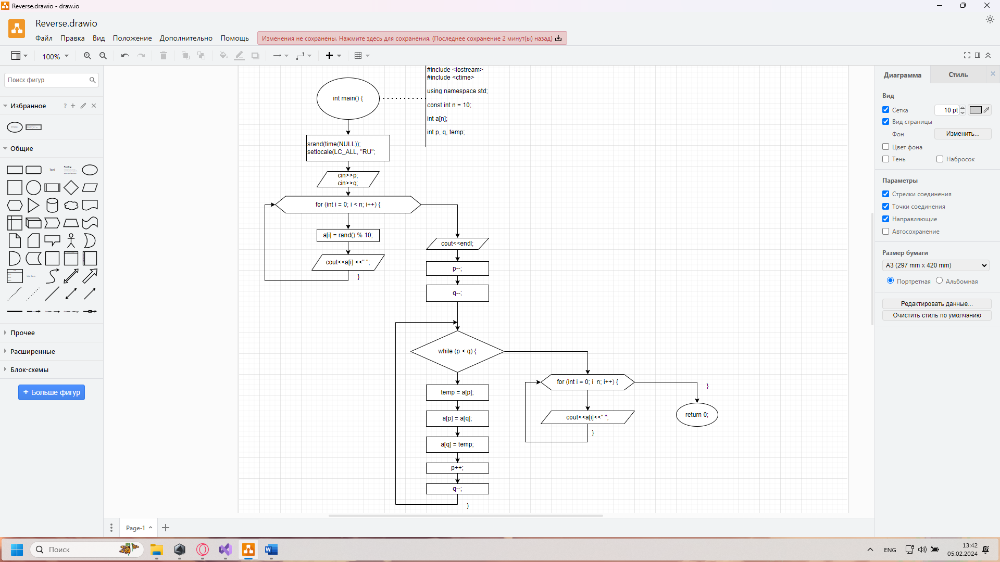 Reverse.drawio - draw.io
Reverse.drawio
Файл Правка Вид Положение Дополнительно Помощь
Изменения не сохранены. Нажмите здесь для сохранения. (Последнее сохранение 2 минут(ы) назад)
100%
Поиск фигур
Избранное
?
Общие
Text
Heading
List Item
Прочее
Расширенные
Блок-схемы
+ Больше фигур
#include <iostream>
#include <ctime>
using namespace std;
const int n = 10;
int a[n];
int p, q, temp;
int main() {
srand(time(NULL));
setlocale(LC_ALL, "RU";
cin>>p;
cin>>q;
for (int i = 0; i < n; i++) {
a[i] = rand() % 10;
cout<<a[i] <<" ";
}
cout<<endl;
p--;
q--;
while (p < q) {
temp = a[p];
a[p] = a[q];
a[q] = temp;
p++;
q--;
}
for (int i = 0; i  n; i++) {
cout<<a[i]<<" ";
}
}
return 0;
Диаграмма
Стиль
Вид
Сетка
10 pt
Вид страницы
Фон
Изменить...
Цвет фона
Тень
Набросок
Параметры
Стрелки соединения
Точки соединения
Направляющие
Автосохранение
Размер бумаги
A3 (297 mm x 420 mm)
Портретная
Альбомная
Редактировать данные...
Очистить стиль по умолчанию
Page-1
Поиск
ENG
13:42
05.02.2024